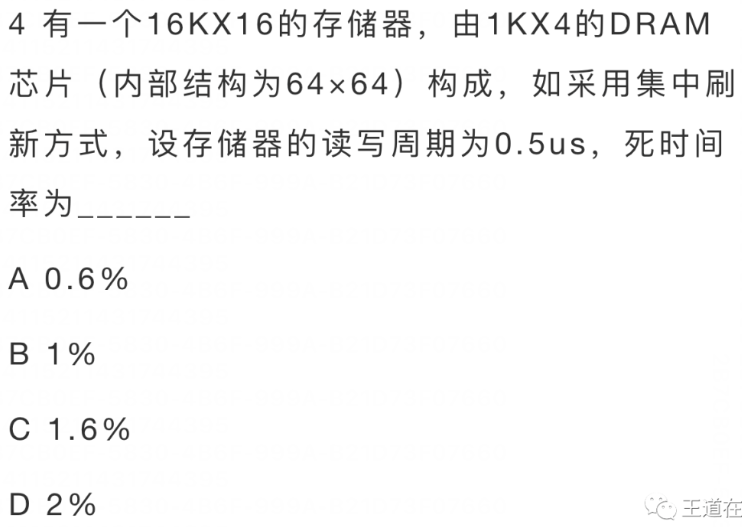 4 有一个16KX16的存储器，由1KX4的DRAM
芯片（内部结构为64×64）构成，如采用集中刷
新方式，设存储器的读写周期为0.5us，死时间
率为______
A 0.6%
B 1%
C 1.6%
D 2%
王道在